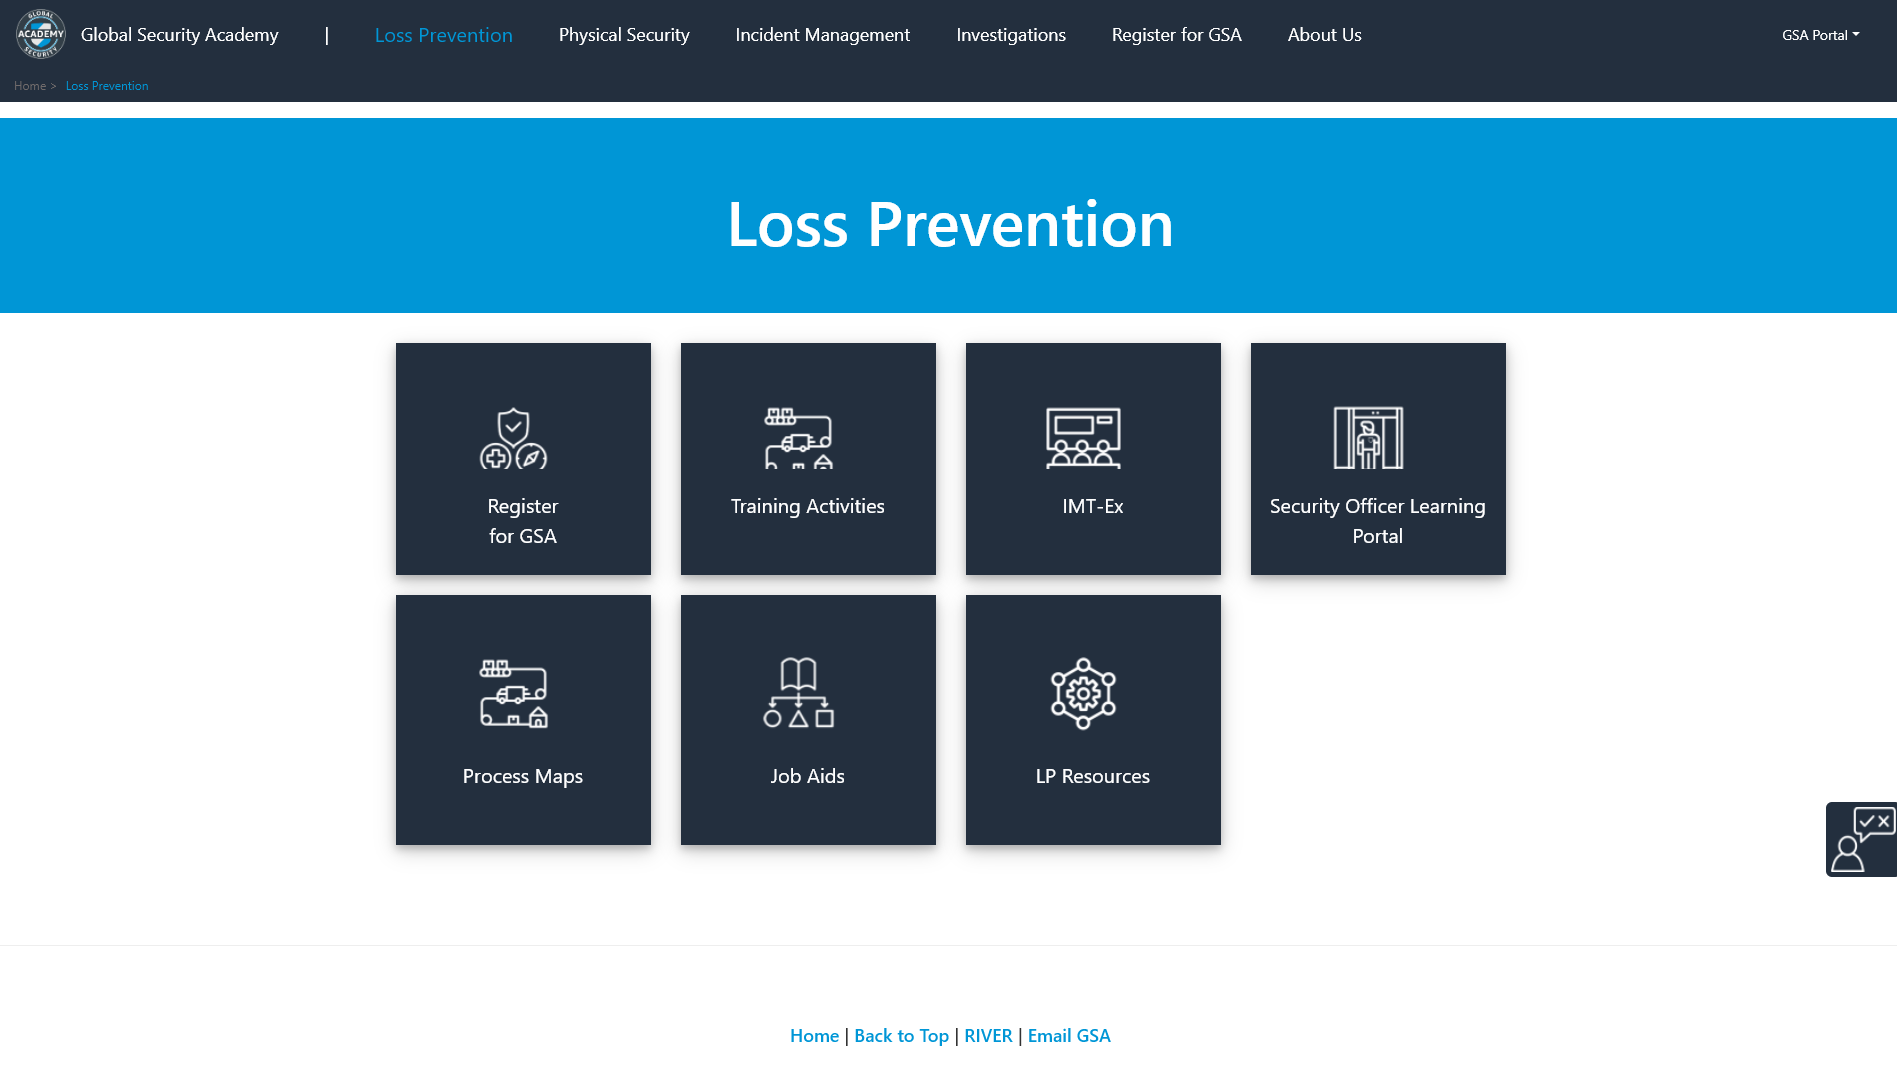 GLOBAL
ACADEMY
SECURITY
Global Security Academy | Loss Prevention Physical Security Incident Management Investigations Register for GSA About Us GSA Portal
Home > Loss Prevention
Loss Prevention
Register
for GSA
Training Activities
IMT-Ex
Security Officer Learning
Portal
Process Maps
Job Aids
LP Resources
Home | Back to Top | RIVER | Email GSA